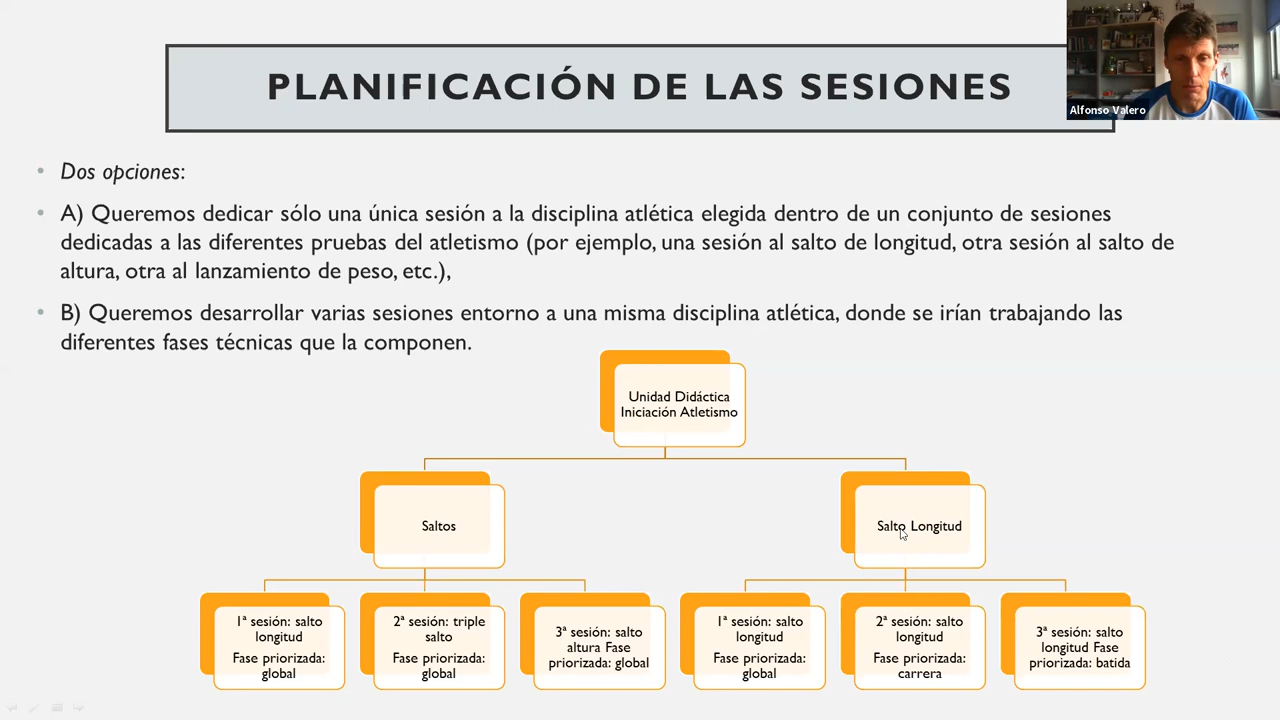 PLANIFICACIÓN DE LAS SESIONES
Alfonso Valero
Dos opciones:
A) Queremos dedicar sólo una única sesión a la disciplina atlética elegida dentro de un conjunto de sesiones
dedicadas a las diferentes pruebas del atletismo (por ejemplo, una sesión al salto de longitud, otra sesión al salto de
altura, otra al lanzamiento de peso, etc.),
B) Queremos desarrollar varias sesiones entorno a una misma disciplina atlética, donde se irían trabajando las
diferentes fases técnicas que la componen.
Unidad Didáctica
Iniciación Atletismo
Saltos
Salto Longitud
1ª sesión: salto
longitud
Fase priorizada:
global
2ª sesión: triple
salto
Fase priorizada:
global
3ª sesión: salto
altura Fase
priorizada: global
1ª sesión: salto
longitud
Fase priorizada:
global
2ª sesión: salto
longitud
Fase priorizada:
carrera
3ª sesión: salto
longitud Fase
priorizada: batida